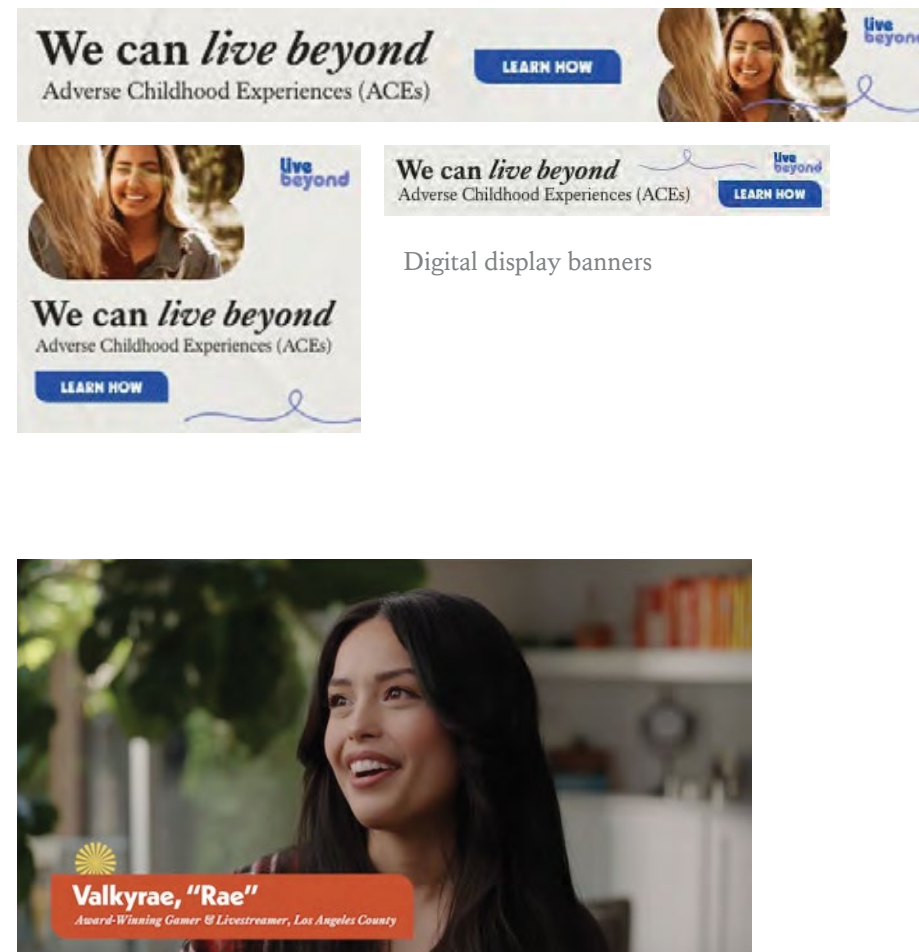 We can live beyond
Adverse Childhood Experiences (ACEs)
LEARN HOW
live
beyond
live
beyond
We can live beyond
Adverse Childhood Experiences (ACEs)
LEARN HOW
We can live beyond
Adverse Childhood Experiences (ACEs)
live
beyond
LEARN HOW
Digital display banners
Valkyrae, “Rae”
Award-Winning Gamer & Livestreamer, Los Angeles County